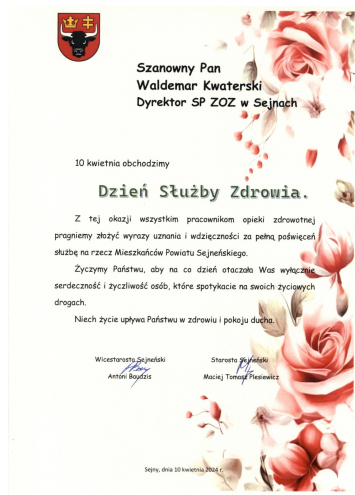 Szanowny Pan
Waldemar Kwaterski
Dyrektor SP ZOZ w Sejnach
10 kwietnia obchodzimy
Dzień Służby Zdrowia.
Z tej okazji wszystkim pracownikom opieki zdrowotnej
pragniemy złożyć wyrazy uznania i wdzięczności za pełną poświęceń
służbę na rzecz Mieszkańców Powiatu Sejneńskiego.
Życzymy Państwu, aby na co dzień otaczała Was wyłącznie
serdeczność i życzliwość osób, które spotykacie na swoich życiowych
drogach.
Niech życie upływa Państwu w zdrowiu i pokoju ducha.
Wicestarosta Sejneński Starosta Sejneński
Antoni Baudzis Maciej Tomasz Plesiewicz
Sejny, dnia 10 kwietnia 2024 r.